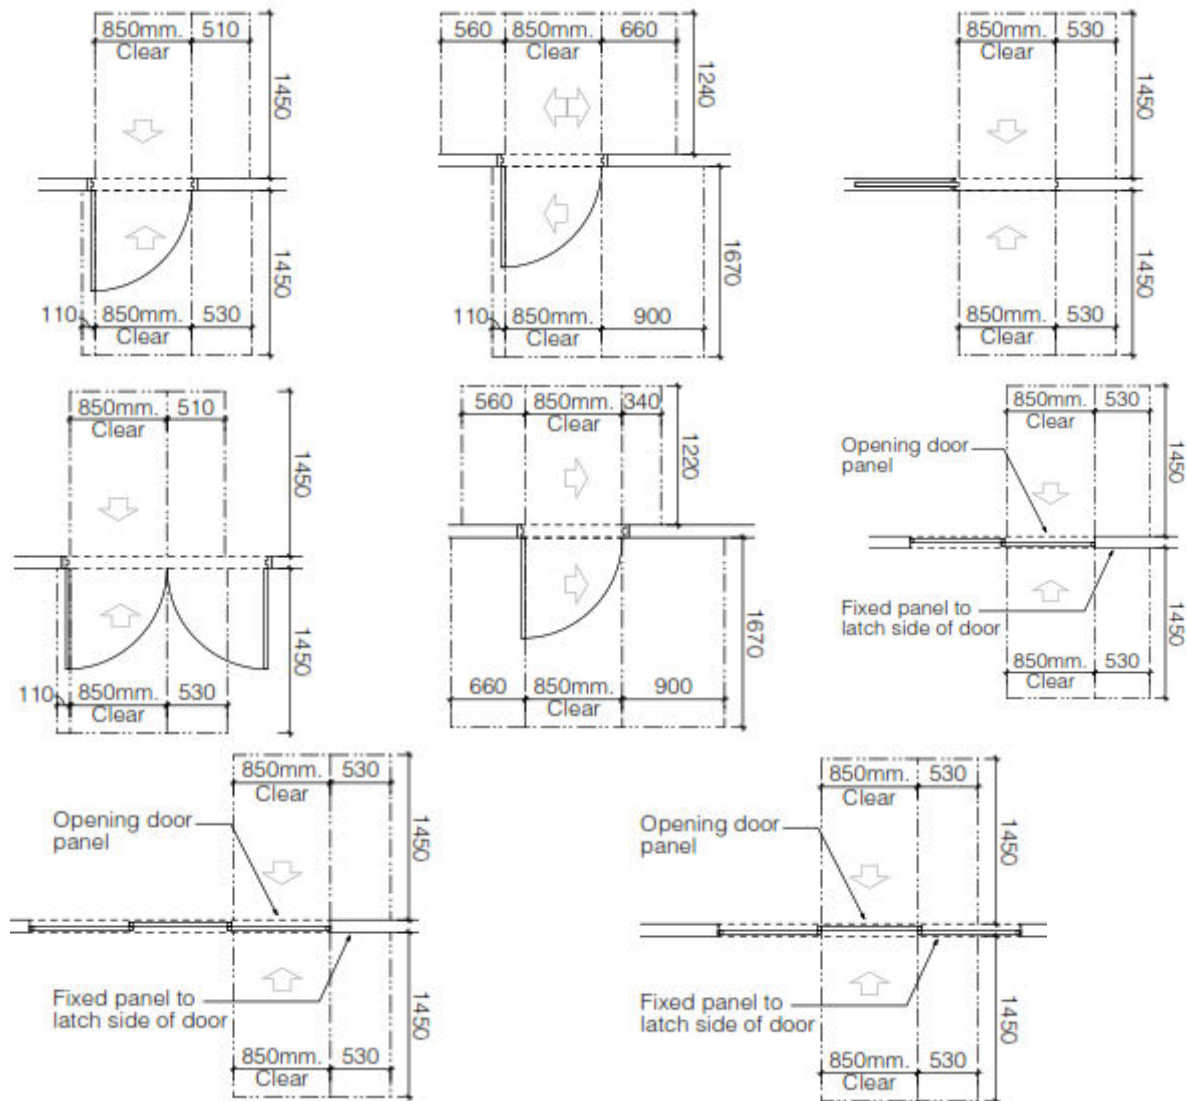 850mm. 510
Clear
1450
1450
110 850mm. 530
Clear
560 850mm. 660
Clear
1240
1670
110 850mm. 900
Clear
850mm. 530
Clear
1450
1450
850mm. 530
Clear
850mm. 510
Clear
1450
1450
110 850mm. 530
Clear
560 850mm. 340
Clear
1220
1670
660 850mm. 900
Clear
850mm. 530
Clear
1450
Opening door
panel
Fixed panel to
latch side of door
1450
850mm. 530
Clear
850mm. 530
Clear
1450
Opening door
panel
Fixed panel to
latch side of door
1450
850mm. 530
Clear
850mm. 530
Clear
1450
Opening door
panel
Fixed panel to
latch side of door
1450
850mm. 530
Clear